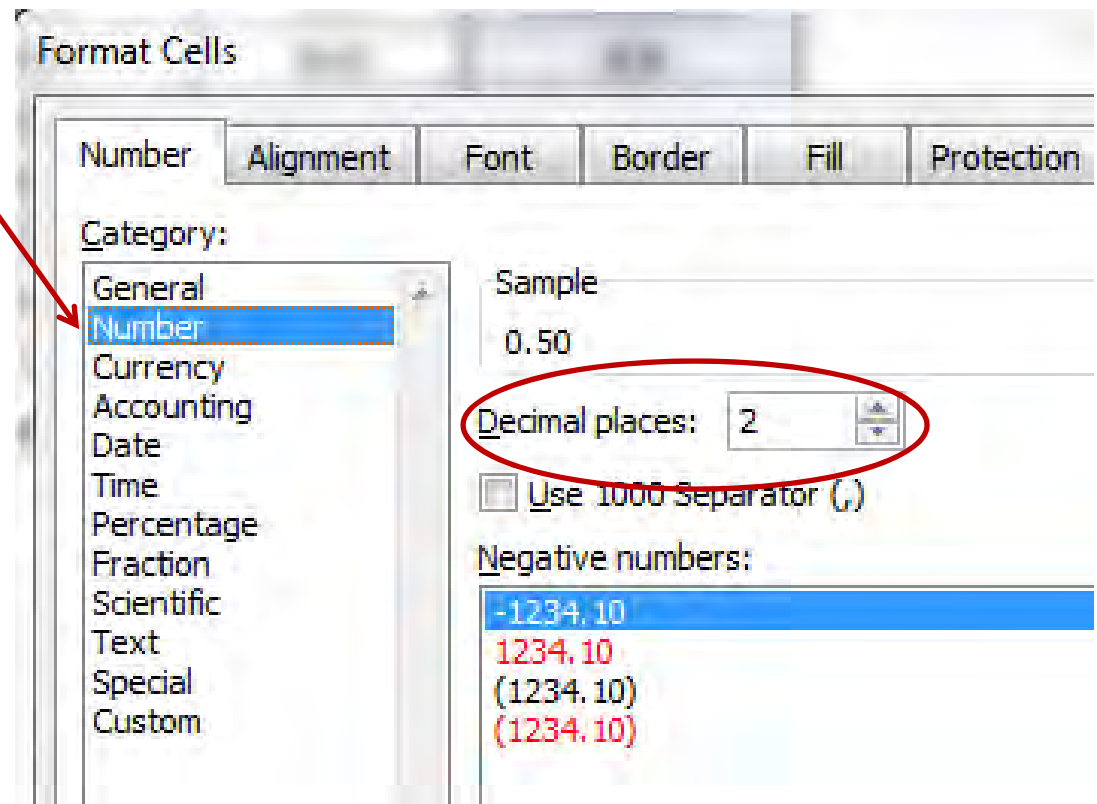 Format Cells
Number Alignment Font Border Fill Protection
Category:
General
Number
Currency
Accounting
Date
Time
Percentage
Fraction
Scientific
Text
Special
Custom
Sample
0.50
Decimal places: 2
Use 1000 Separator (,)
Negative numbers:
-1234.10
1234.10
(1234.10)
(1234.10)